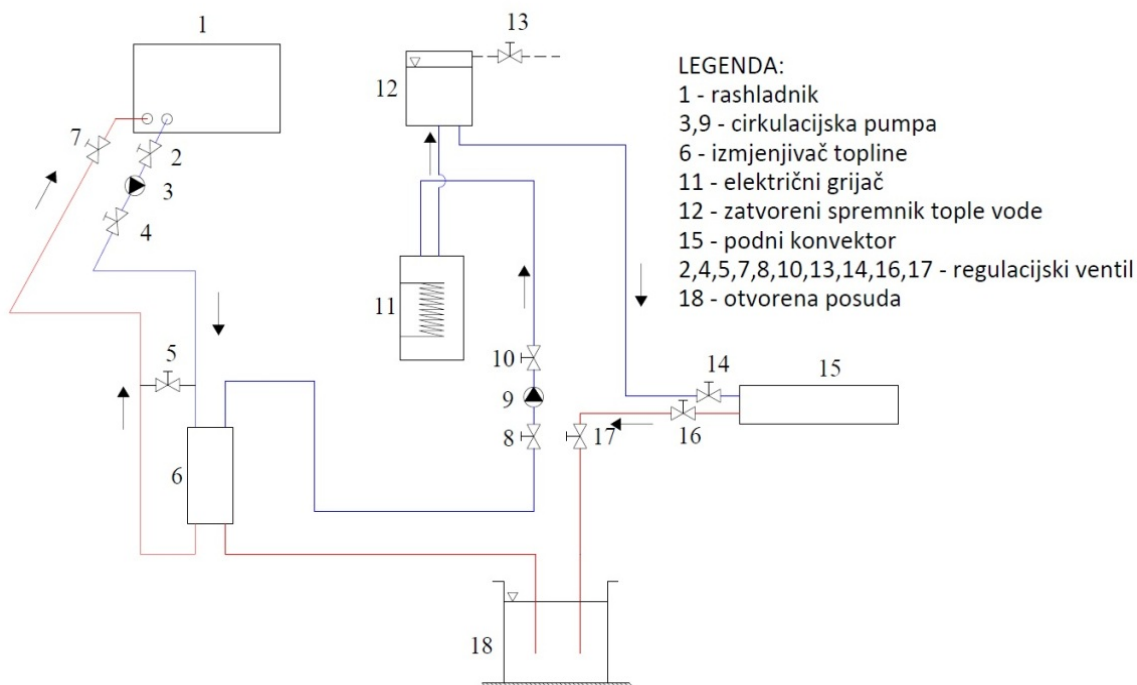 1
13
12
7
2
3
4
11
5
10
14
15
9
6
8
17
16
18
LEGENDA:
1 - rashladnik
3,9 - cirkulacijska pumpa
6 - izmjenjivač topline
11 - električni grijač
12 - zatvoreni spremnik tople vode
15 - podni konvektor
2,4,5,7,8,10,13,14,16,17 - regulacijski ventil
18 - otvorena posuda